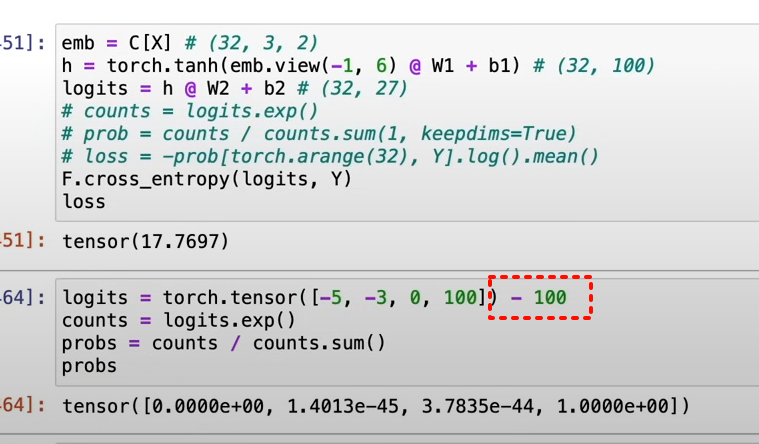 51]: emb = C[X] # (32, 3, 2)
h = torch.tanh(emb.view(-1, 6) @ W1 + b1) # (32, 100)
logits = h @ W2 + b2 # (32, 27)
# counts = logits.exp()
# prob = counts / counts.sum(1, keepdims=True)
# loss = -prob[torch.arange(32), Y].log().mean()
F.cross_entropy(logits, Y)
loss
51]: tensor(17.7697)
64]: logits = torch.tensor([-5, -3, 0, 100]) - 100
counts = logits.exp()
probs = counts / counts.sum()
probs
64]: tensor([0.0000e+00, 1.4013e-45, 3.7835e-44, 1.0000e+00])